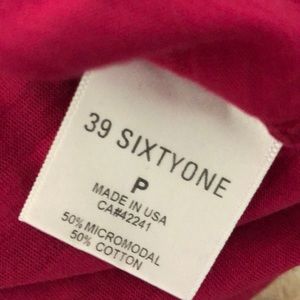 39 SIXTYONE
P
MADE IN USA
CA#42241
50% MICROMODAL
50% COTTON